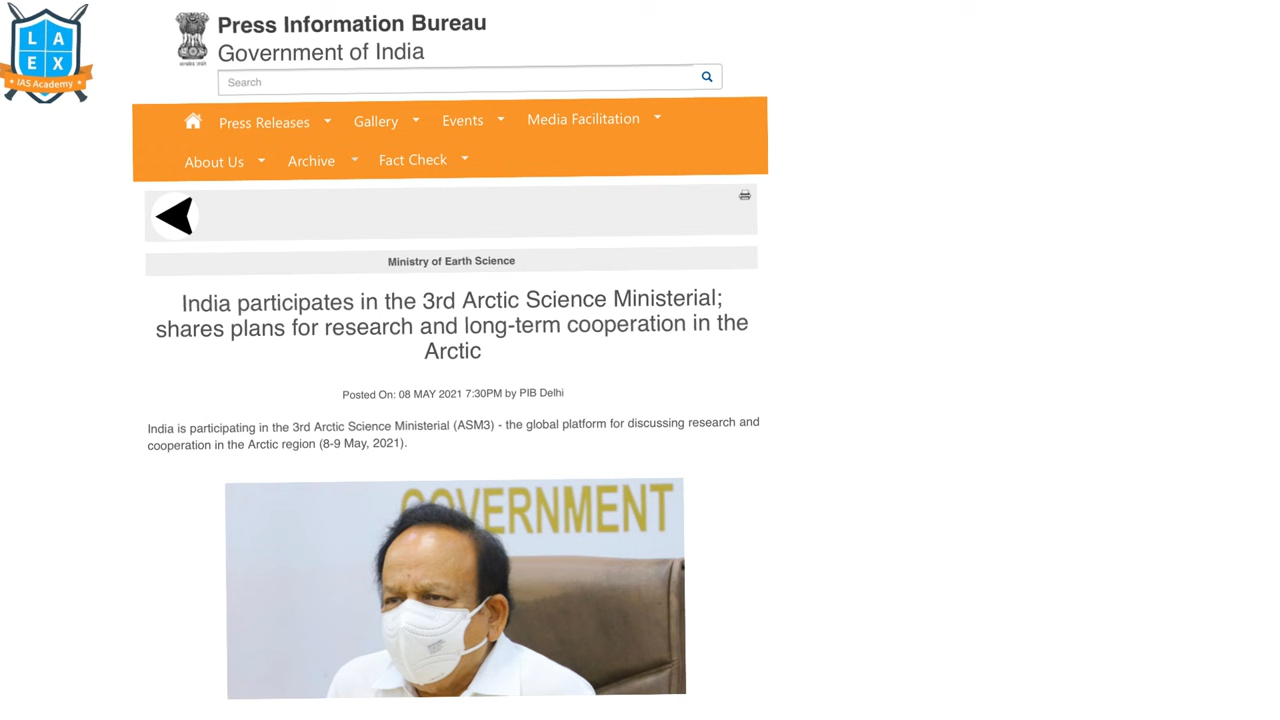 L A
E X
IAS Academy
Press Information Bureau
Government of India
Search
Press Releases Gallery Events Media Facilitation
About Us Archive Fact Check
Ministry of Earth Science
India participates in the 3rd Arctic Science Ministerial;
shares plans for research and long-term cooperation in the
Arctic
Posted On: 08 MAY 2021 7:30PM by PIB Delhi
India is participating in the 3rd Arctic Science Ministerial (ASM3) - the global platform for discussing research and
cooperation in the Arctic region (8-9 May, 2021).
GOVERNMENT